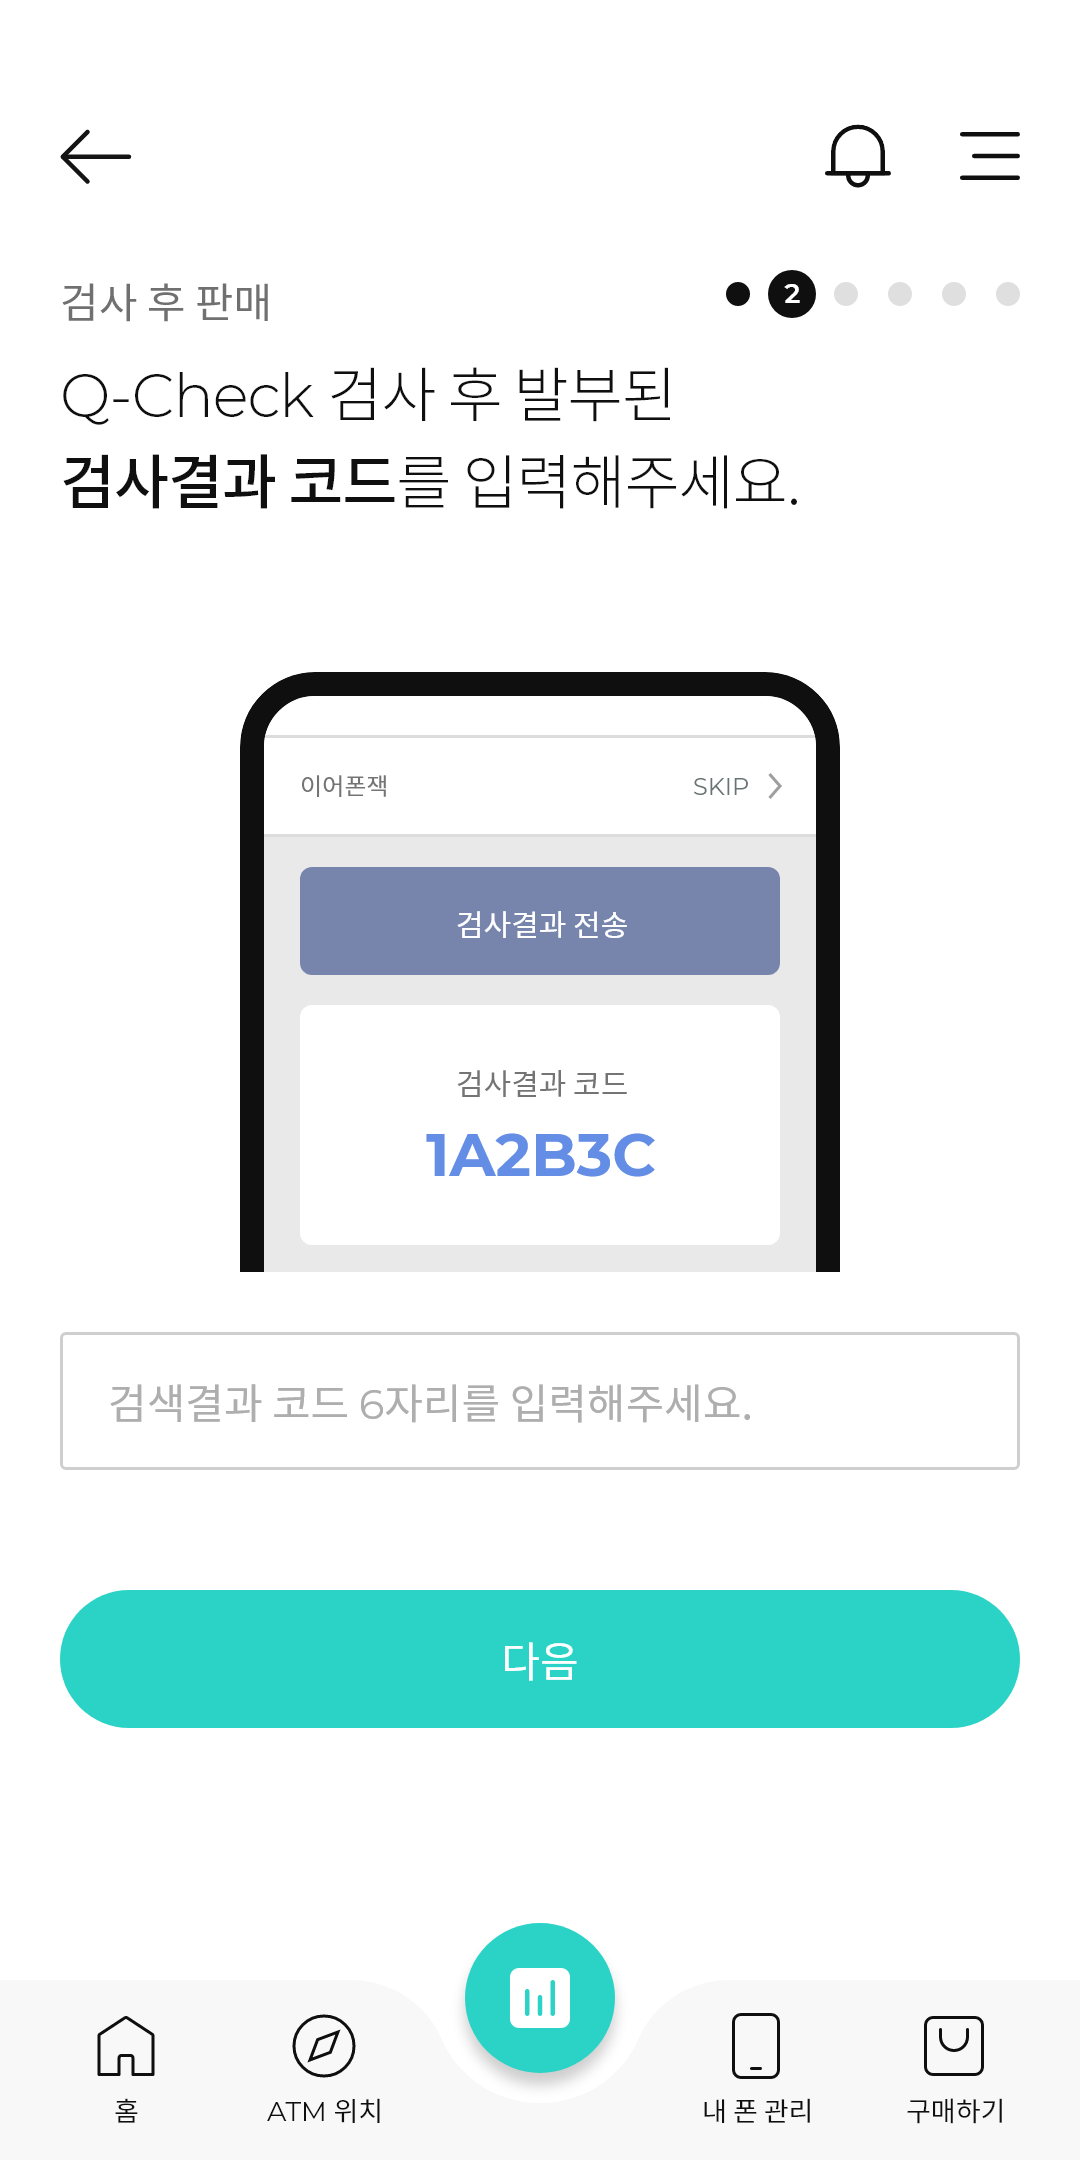 검사 후 판매
2
Q-Check 검사 후 발부된
검사결과 코드를 입력해주세요.
이어폰잭
SKIP
검사결과 전송
검사결과 코드
1A2B3C
검색결과 코드 6자리를 입력해주세요.
다음
홈
ATM 위치
내 폰 관리
구매하기